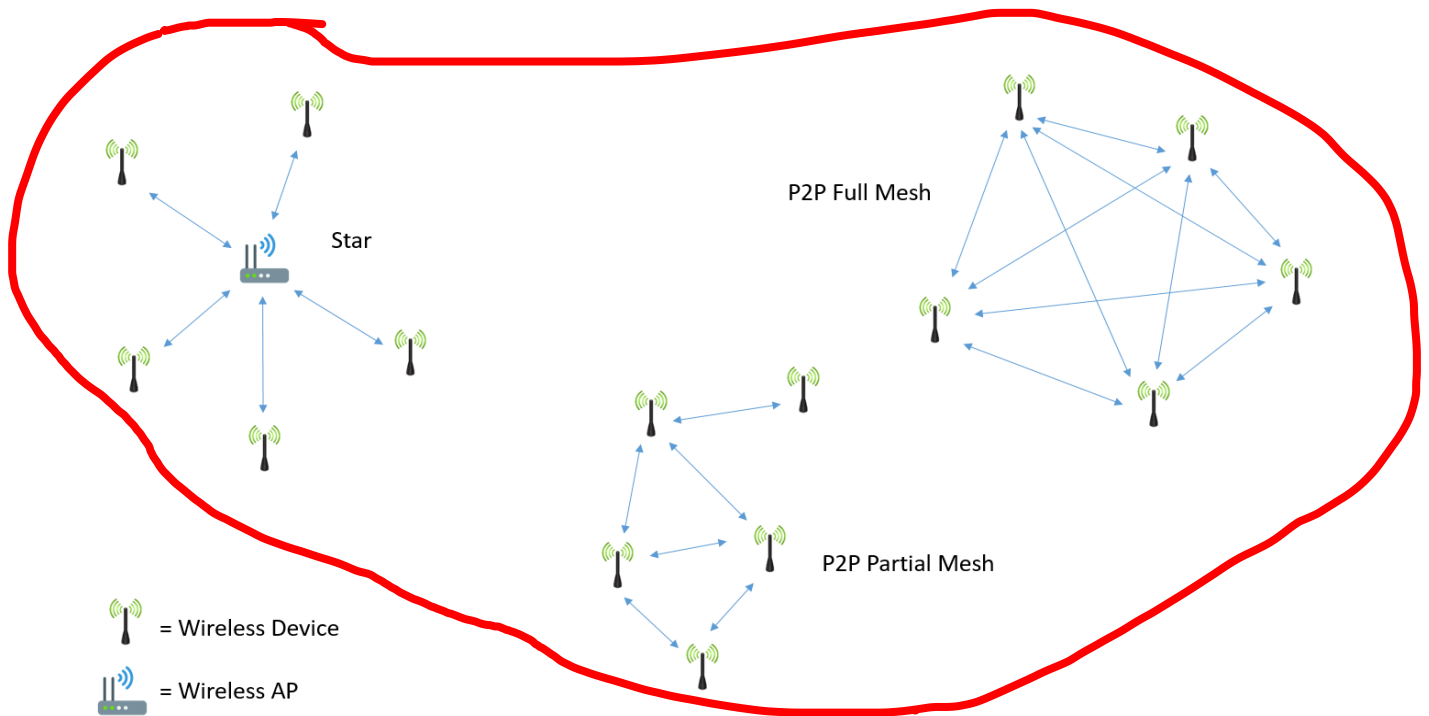 P2P Full Mesh
Star
P2P Partial Mesh
= Wireless Device
= Wireless AP